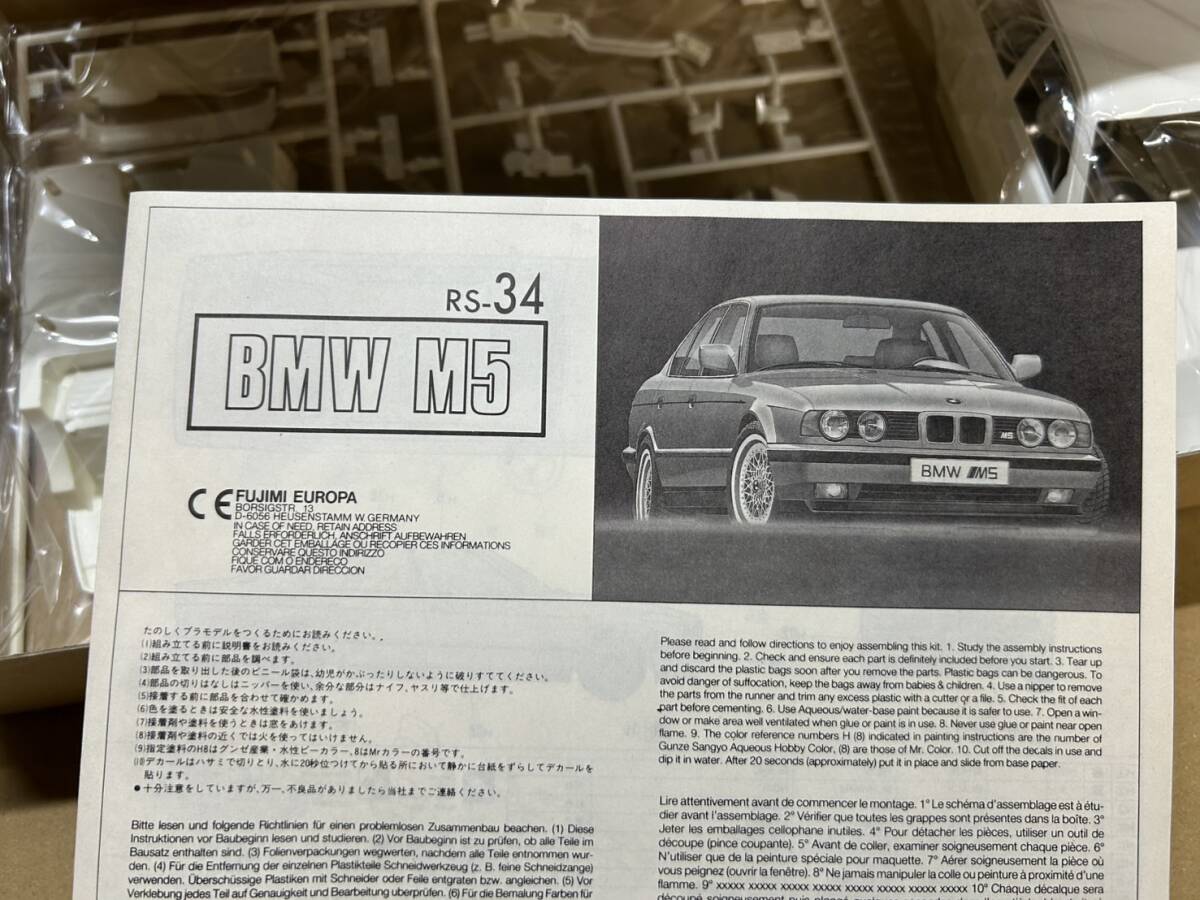 RS-34
BMW M5
M5
BMW M5
CE
FUJIMI EUROPA
BORSIGSTR. 13
D-6056 HEUSENSTAMM W. GERMANY
IN CASE OF NEED, RETAIN ADDRESS
FALLS ERFORDERLICH, ANSCHRIFT AUFBEWAHREN
GARDER CET EMBALLAGE OU RECOPIER CES INFORMATIONS
CONSERVARE QUESTO INDIRIZZO
FIQUE COM O ENDEREÇO
FAVOR GUARDAR DIRECCION
たのしくプラモデルをつくるためにお読みください。
(1)組み立てる前に説明書をお読みください。
(2)組み立てる前に部品を調べます。
(3)部品を取り出した後のビニール袋は、幼児がかぶったりしないように破りすててください。
(4)部品の切りはなしはニッパーを使い、余分な部分はナイフ、ヤスリ等で仕上げます。
(5)接着する前に部品を合わせて確かめます。
(6)色を塗るときは安全な水性塗料を使いましょう。
(7)接着剤や塗料を使うときは窓をあけます。
(8)接着剤や塗料の近くでは火を使ってはいけません。
(9)指定塗料のH8はグンゼ産業・水性ビーカラー、8はMrカラーの番号です。
(10)デカールはハサミで切りとり、水に20秒位つけてから貼る所において静かに台紙をずらしてデカールを
貼ります。
●十分注意をしていますが、万一、不良品がありましたら当社までご連絡ください。
Please read and follow directions to enjoy assembling this kit. 1. Study the assembly instructions
before beginning. 2. Check and ensure each part is definitely included before you start. 3. Tear up
and discard the plastic bags soon after you remove the parts. Plastic bags can be dangerous. To
avoid danger of suffocation, keep the bags away from babies & children. 4. Use a nipper to remove
the parts from the runner and trim any excess plastic with a cutter or a file. 5. Check the fit of each
part before cementing. 6. Use Aqueous/water-base paint because it is safer to use. 7. Open a win-
dow or make area well ventilated when glue or paint is in use. 8. Never use glue or paint near open
flame. 9. The color reference numbers H (8) indicated in painting instructions are the number of
Gunze Sangyo Aqueous Hobby Color, (8) are those of Mr. Color. 10. Cut off the decals in use and
dip it in water. After 20 seconds (approximately) put it in place and slide from base paper.
Bitte lesen und folgende Richtlinien für einen problemlosen Zusammenbau beachen. (1) Diese
Instruktionen vor Baubeginn lesen und studieren. (2) Vor Baubeginn ist zu prüfen, ob alle Teile im
Bausatz enthalten sind. (3) Folienverpackungen wegwerfen, nachdem alle Teile entnommen wur-
den. (4) Für die Entfernung der einzelnen Plastikteile Schneidwerkzeug (z. B. feine Schneidzange)
verwenden. Überschüssige Plastiken mit Schneider oder Feile entgraten bzw. angleichen. (5) Vor
Verklebung jedes Teil auf Genauigkeit und Bearbeitung überprüfen. (6) Für die Bemalung Farben für
Lire attentivement avant de commencer le montage. 1° Le schéma d'assemblage est à étu-
dier avant l'assemblage. 2° Vérifier que toutes les grappes sont présentes dans la boîte. 3°
Jeter les emballages cellophane inutiles. 4° Pour détacher les pièces, utiliser un outil de
découpe (pince coupante). 5° Avant de coller, examiner soigneusement chaque pièce. 6°
N'utiliser que de la peinture spéciale pour maquette. 7° Aérer soigneusement la pièce où
vous peignez (ouvrir la fenêtre). 8° Ne jamais manipuler la colle ou peinture à proximité d'une
flamme. 9° xxxxx xxxxx xxxxx xxxxx xxxxx xxxxx xxxxx xxxxx 10° Chaque décalque sera
découpé soigneusement puis plongé